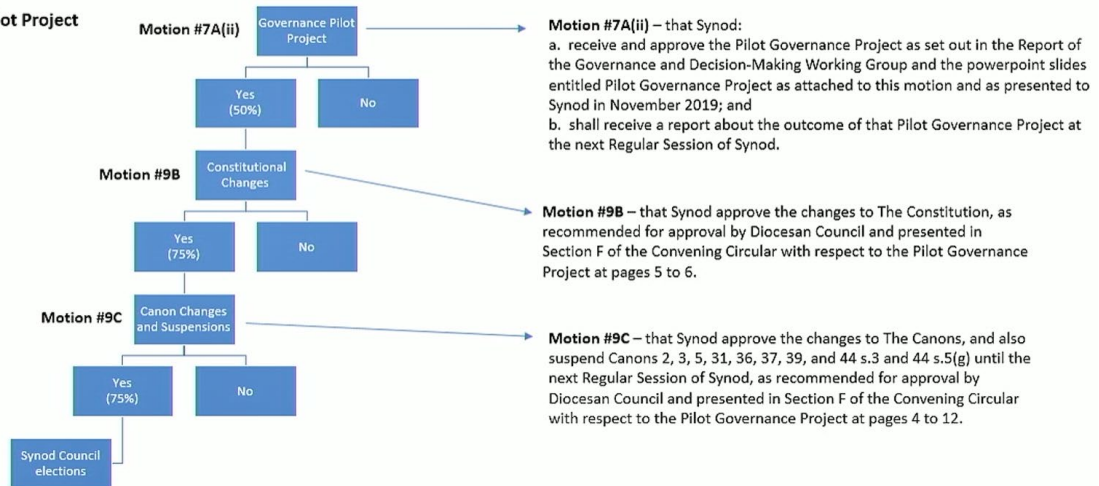 ot Project
Motion #7A(ii)
Governance Pilot
Project
Yes
(50%)
No
Motion #9B
Constitutional
Changes
Yes
(75%)
No
Motion #9C
Canon Changes
and Suspensions
Yes
(75%)
No
Synod Council
elections
Motion #7A(ii) – that Synod:
a. receive and approve the Pilot Governance Project as set out in the Report of
the Governance and Decision-Making Working Group and the powerpoint slides
entitled Pilot Governance Project as attached to this motion and as presented to
Synod in November 2019; and
b. shall receive a report about the outcome of that Pilot Governance Project at
the next Regular Session of Synod.
Motion #9B – that Synod approve the changes to The Constitution, as
recommended for approval by Diocesan Council and presented in
Section F of the Convening Circular with respect to the Pilot Governance
Project at pages 5 to 6.
Motion #9C – that Synod approve the changes to The Canons, and also
suspend Canons 2, 3, 5, 31, 36, 37, 39, and 44 s.3 and 44 s.5(g) until the
next Regular Session of Synod, as recommended for approval by
Diocesan Council and presented in Section F of the Convening Circular
with respect to the Pilot Governance Project at pages 4 to 12.